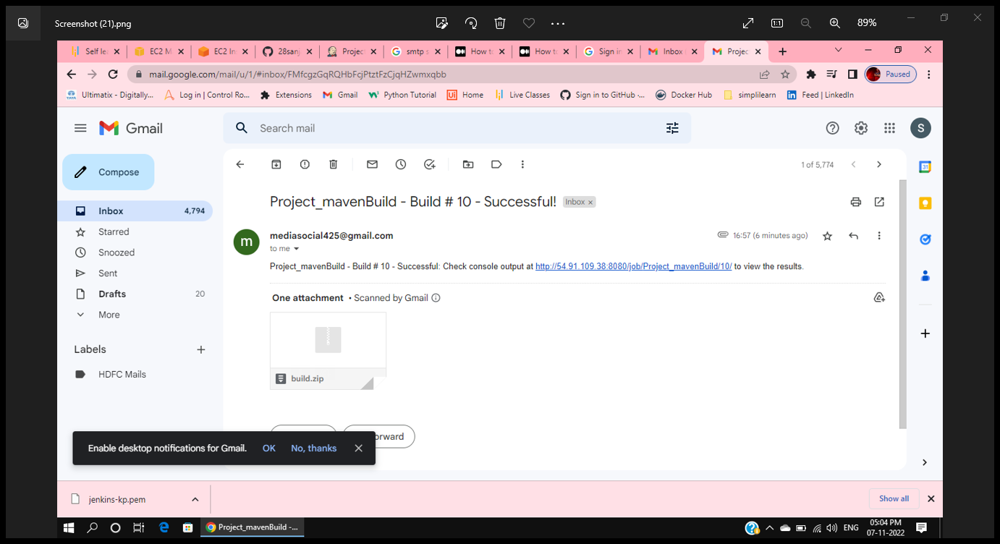 Screenshot (21).png
89%
Self le
EC2 M
EC2 In
28sanj
Project
smtp s
How to
How to
Sign in
Inbox
Projec
mail.google.com/mail/u/1/#inbox/FMfcgzGqRQHbFcjPtztFzCjqHZwmxqbb
Paused
Ultimatix - Digitally...
Log in | Control Ro...
Extensions
Gmail
Python Tutorial
Home
Live Classes
Sign in to GitHub ·...
Docker Hub
simplilearn
Feed | LinkedIn
Gmail
Search mail
S
Compose
1 of 5,774
Project_mavenBuild - Build # 10 - Successful! Inbox ×
Inbox 4,794
Starred
Snoozed
Sent
Drafts 20
More
Labels
HDFC Mails
m
mediasocial425@gmail.com
16:57 (6 minutes ago)
to me
Project_mavenBuild - Build # 10 - Successful: Check console output at http://54.91.109.38:8080/job/Project_mavenBuild/10/ to view the results.
One attachment • Scanned by Gmail
build.zip
orward
Enable desktop notifications for Gmail. OK No, thanks
jenkins-kp.pem
Show all
Project_mavenBuild -...
ENG
05:04 PM
07-11-2022